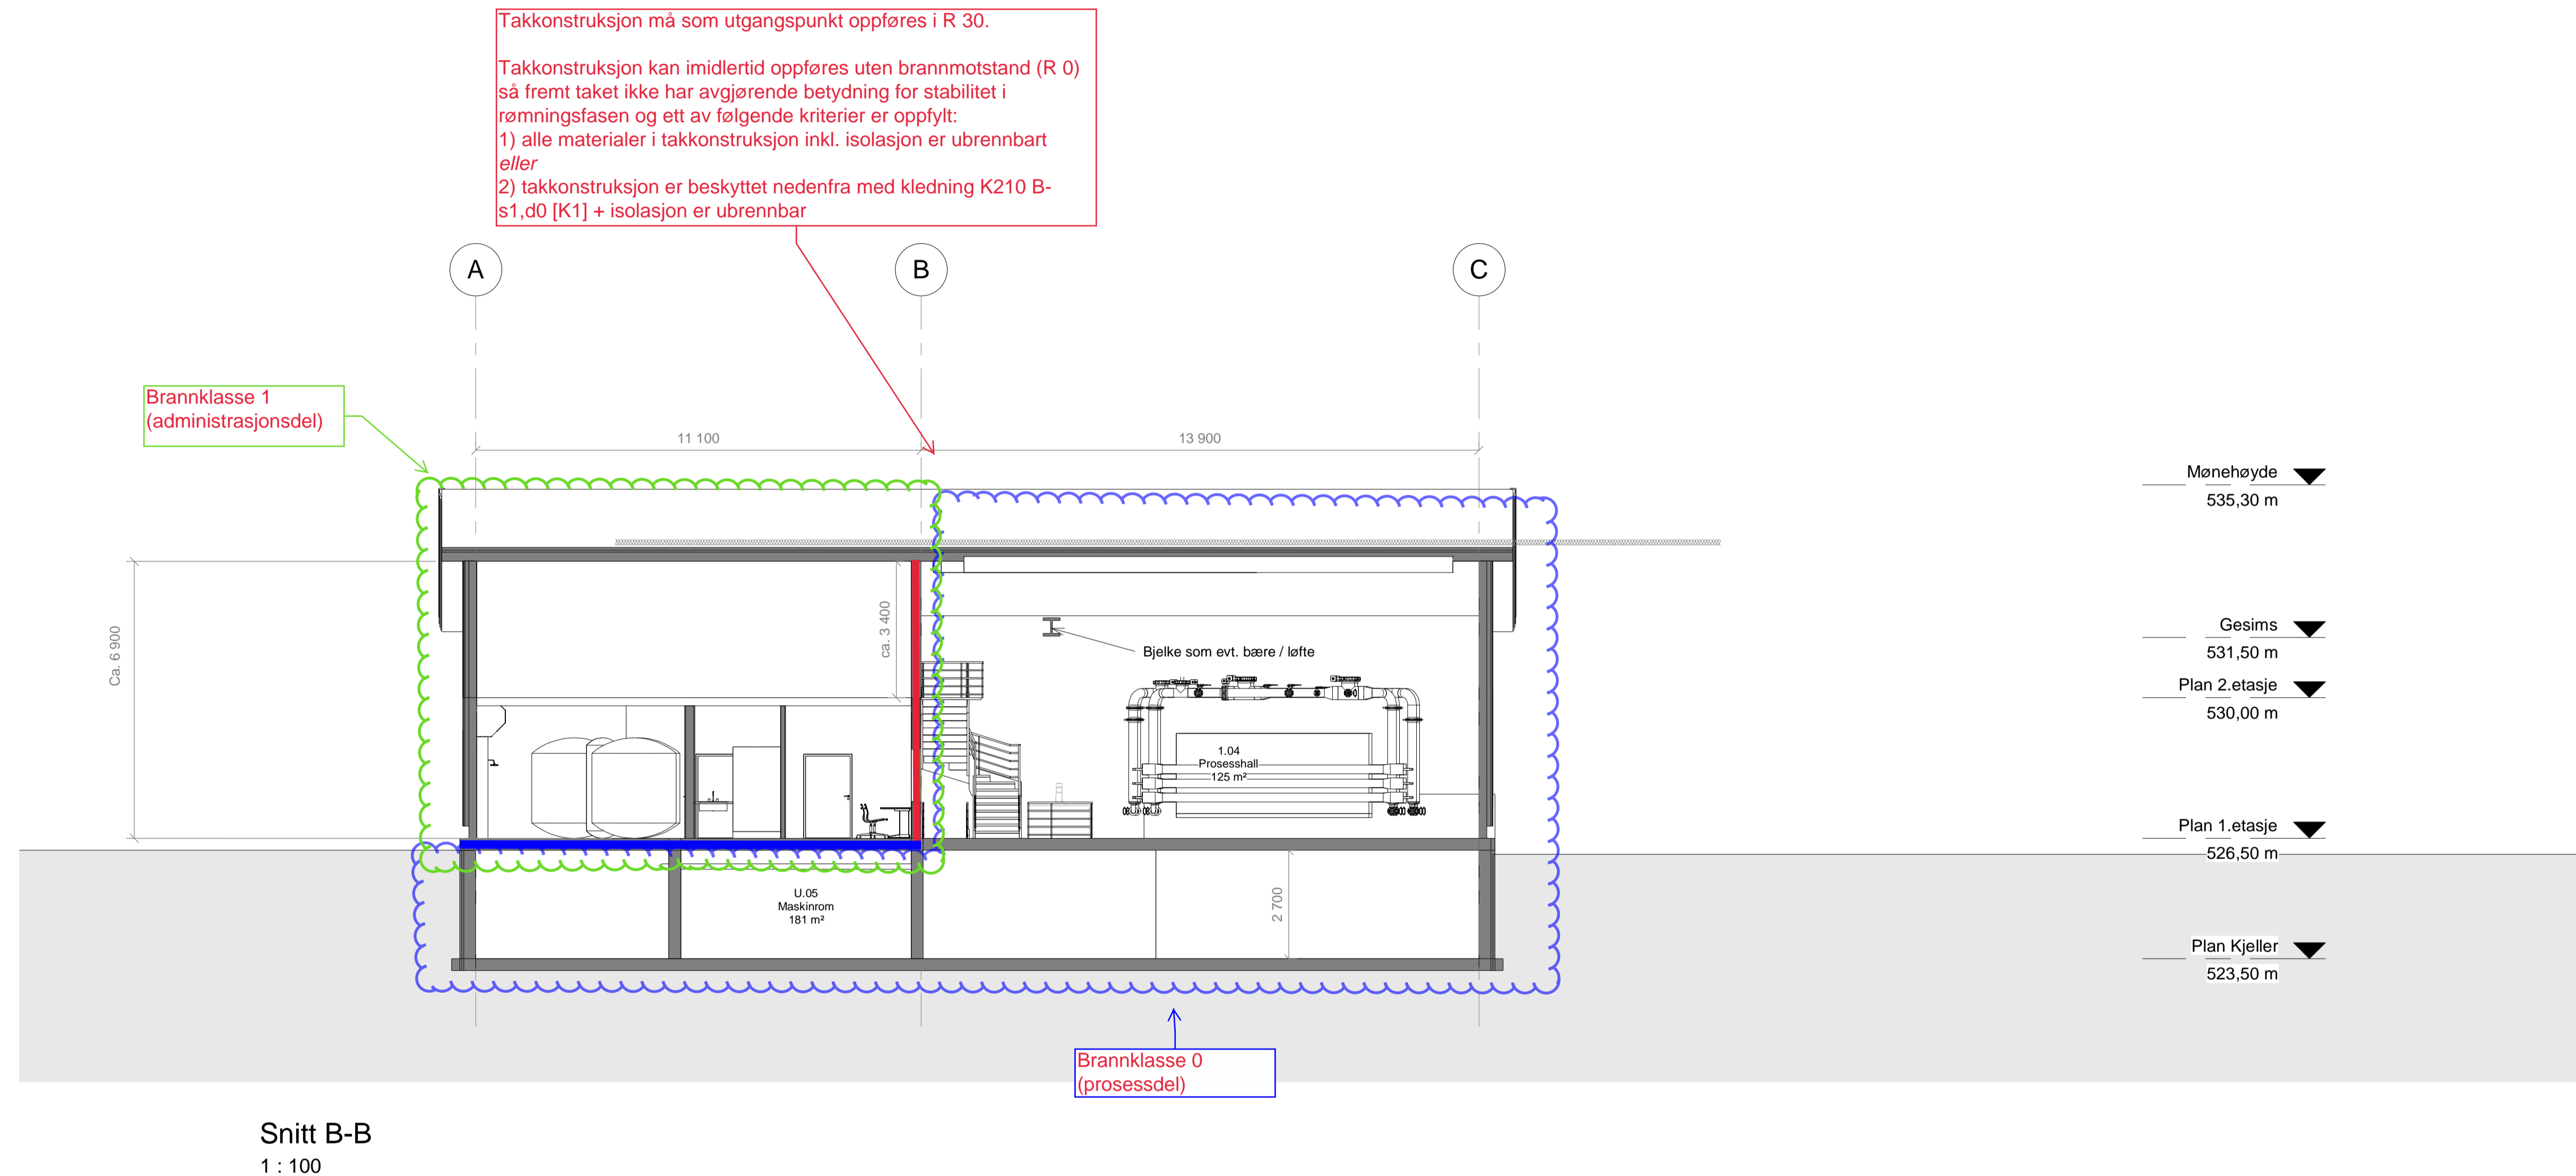 Takkonstruksjon må som utgangspunkt oppføres i R 30.
Takkonstruksjon kan imidlertid oppføres uten brannmotstand (R 0)
så fremt taket ikke har avgjørende betydning for stabilitet i
rømningsfasen og ett av følgende kriterier er oppfylt:
1) alle materialer i takkonstruksjon inkl. isolasjon er ubrennbart
eller
2) takkonstruksjon er beskyttet nedenfra med kledning K210 B-
s1,d0 [K1] + isolasjon er ubrennbar
A
B
C
Brannklasse 1
(administrasjonsdel)
11 100
13 900
Mønehøyde
535,30 m
Ca. 6 900
ca. 3 400
Bjelke som evt. bære / løfte
Gesims
531,50 m
Plan 2.etasje
530,00 m
1.04
Prosesshall
125 m²
Plan 1.etasje
526,50 m
U.05
Maskinrom
181 m²
2 700
Plan Kjeller
523,50 m
Brannklasse 0
(prosessdel)
Snitt B-B
1 : 100